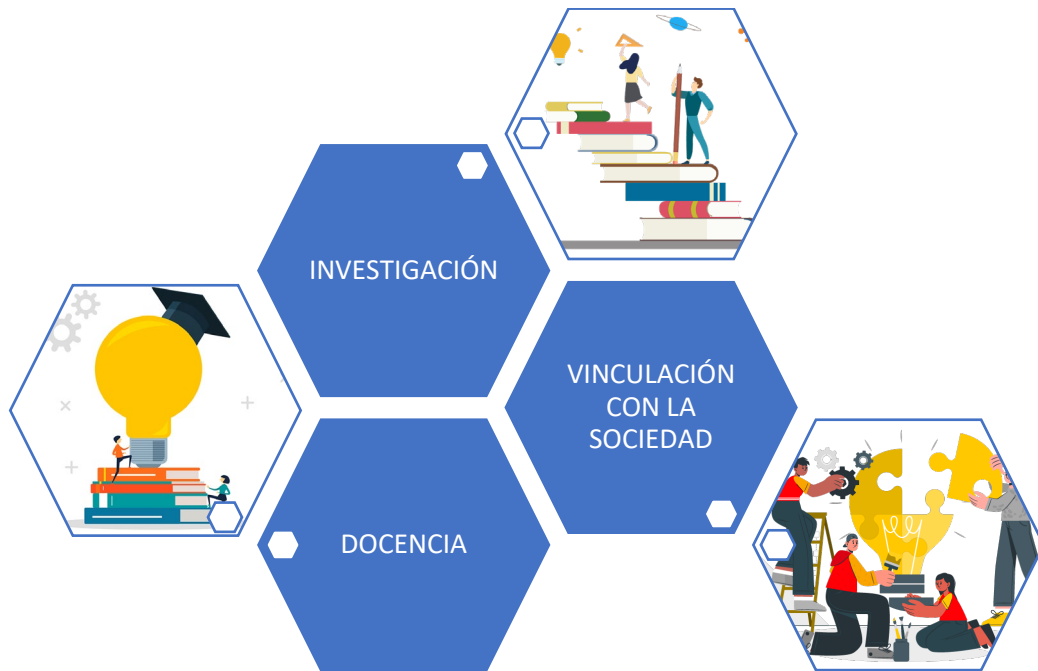 INVESTIGACIÓN
VINCULACIÓN
CON LA
SOCIEDAD
DOCENCIA